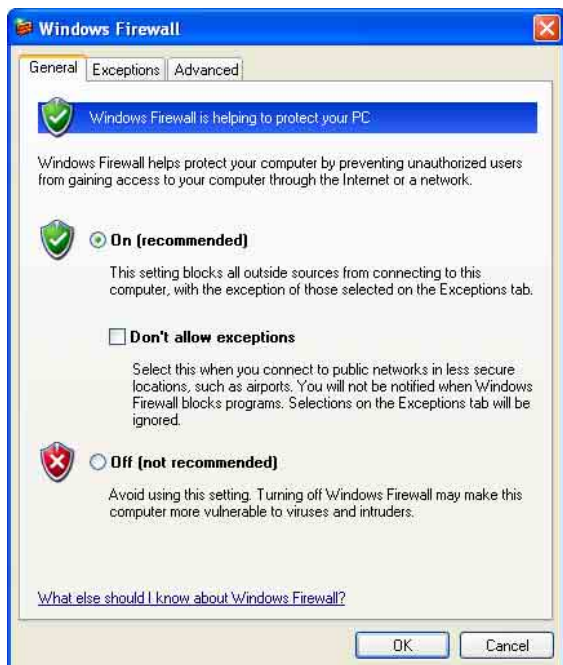 Windows Firewall
General Exceptions Advanced
Windows Firewall is helping to protect your PC
Windows Firewall helps protect your computer by preventing unauthorized users
from gaining access to your computer through the Internet or a network.
On (recommended)
This setting blocks all outside sources from connecting to this
computer, with the exception of those selected on the Exceptions tab.
Don't allow exceptions
Select this when you connect to public networks in less secure
locations, such as airports. You will not be notified when Windows
Firewall blocks programs. Selections on the Exceptions tab will be
ignored.
Off (not recommended)
Avoid using this setting. Turning off Windows Firewall may make this
computer more vulnerable to viruses and intruders.
What else should I know about Windows Firewall?
OK Cancel